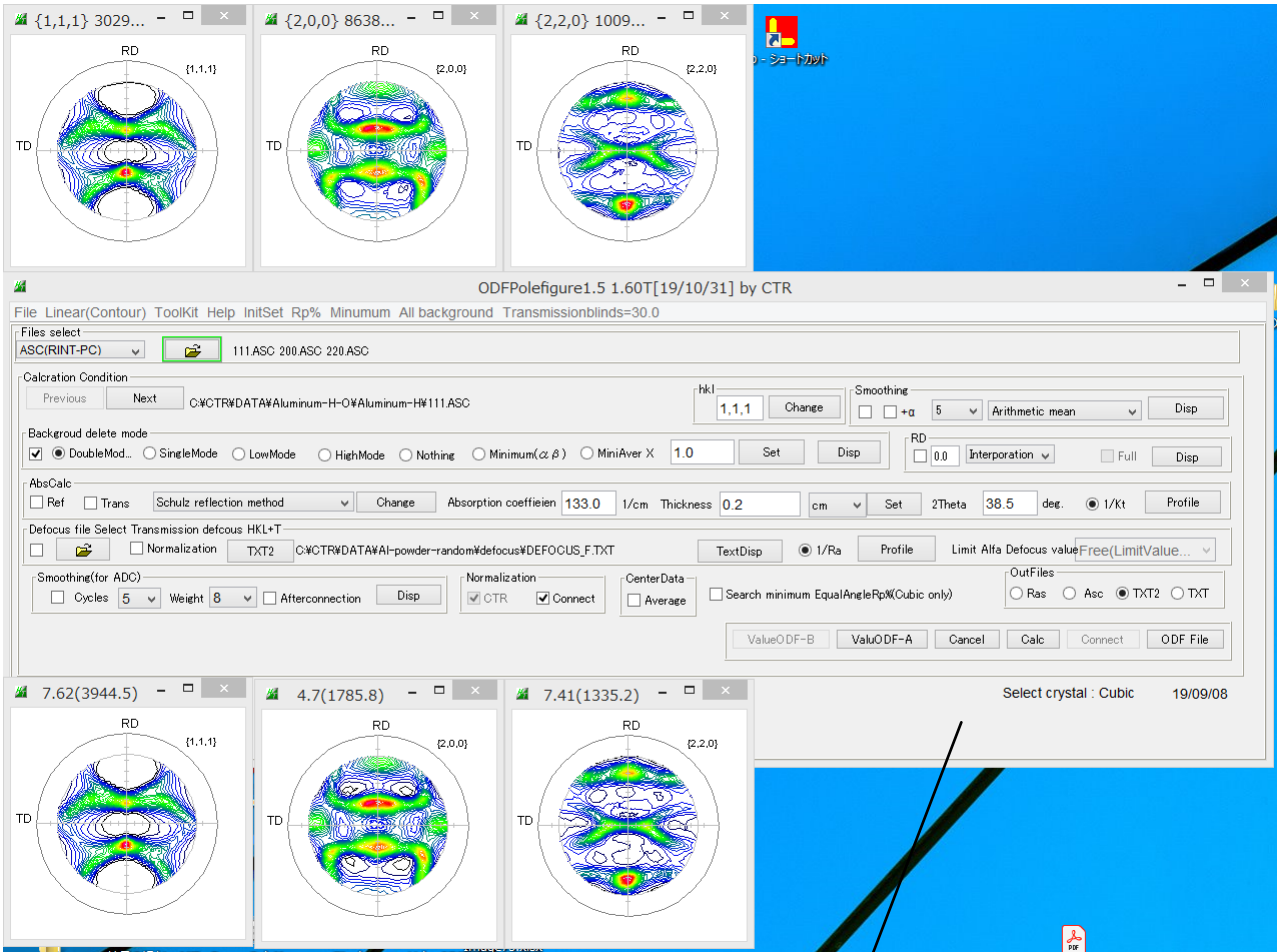 {1,1,1} 3029...
{2,0,0} 8638...
{2,2,0} 1009...
RD
{1,1,1}
TD
RD
{2,0,0}
TD
RD
{2,2,0}
TD
- ショートカット
ODFPolefigure1.5 1.60T[19/10/31] by CTR
File Linear(Contour) ToolKit Help InitSet Rp% Minumum All background Transmissionblinds=30.0
Files select
ASC(RINT-PC) 111.ASC 200.ASC 220.ASC
Calcration Condition
Previous Next C:¥CTR¥DATA¥Aluminum-H-O¥Aluminum-H¥111.ASC
hkl
1,1,1 Change
Smoothing
+α 5 Arithmetic mean Disp
Backgroud delete mode
DoubleMod... SingleMode LowMode HighMode Nothing Minimum(αβ) MiniAver X 1.0 Set Disp
RD
0.0 Interporation Full Disp
AbsCalc
Ref Trans Schulz reflection method Change Absorption coeffieien 133.0 1/cm Thickness 0.2 cm Set 2Theta 38.5 deg. 1/Kt Profile
Defocus file Select Transmission defcous HKL+T
Normalization TXT2 C:¥CTR¥DATA¥Al-powder-random¥defocus¥DEFOCUS_F.TXT TextDisp 1/Ra Profile Limit Alfa Defocus value Free(LimitValue...
Smoothing(for ADC)
Cycles 5 Weight 8 Afterconnection Disp
Normalization
CTR Connect
CenterData
Average
Search minimum EqualAngleRp%(Cubic only)
OutFiles
Ras Asc TXT2 TXT
ValueODF-B ValuODF-A Cancel Calc Connect ODF File
Select crystal : Cubic 19/09/08
7.62(3944.5)
4.7(1785.8)
7.41(1335.2)
RD
{1,1,1}
TD
RD
{2,0,0}
TD
RD
{2,2,0}
TD
PDF